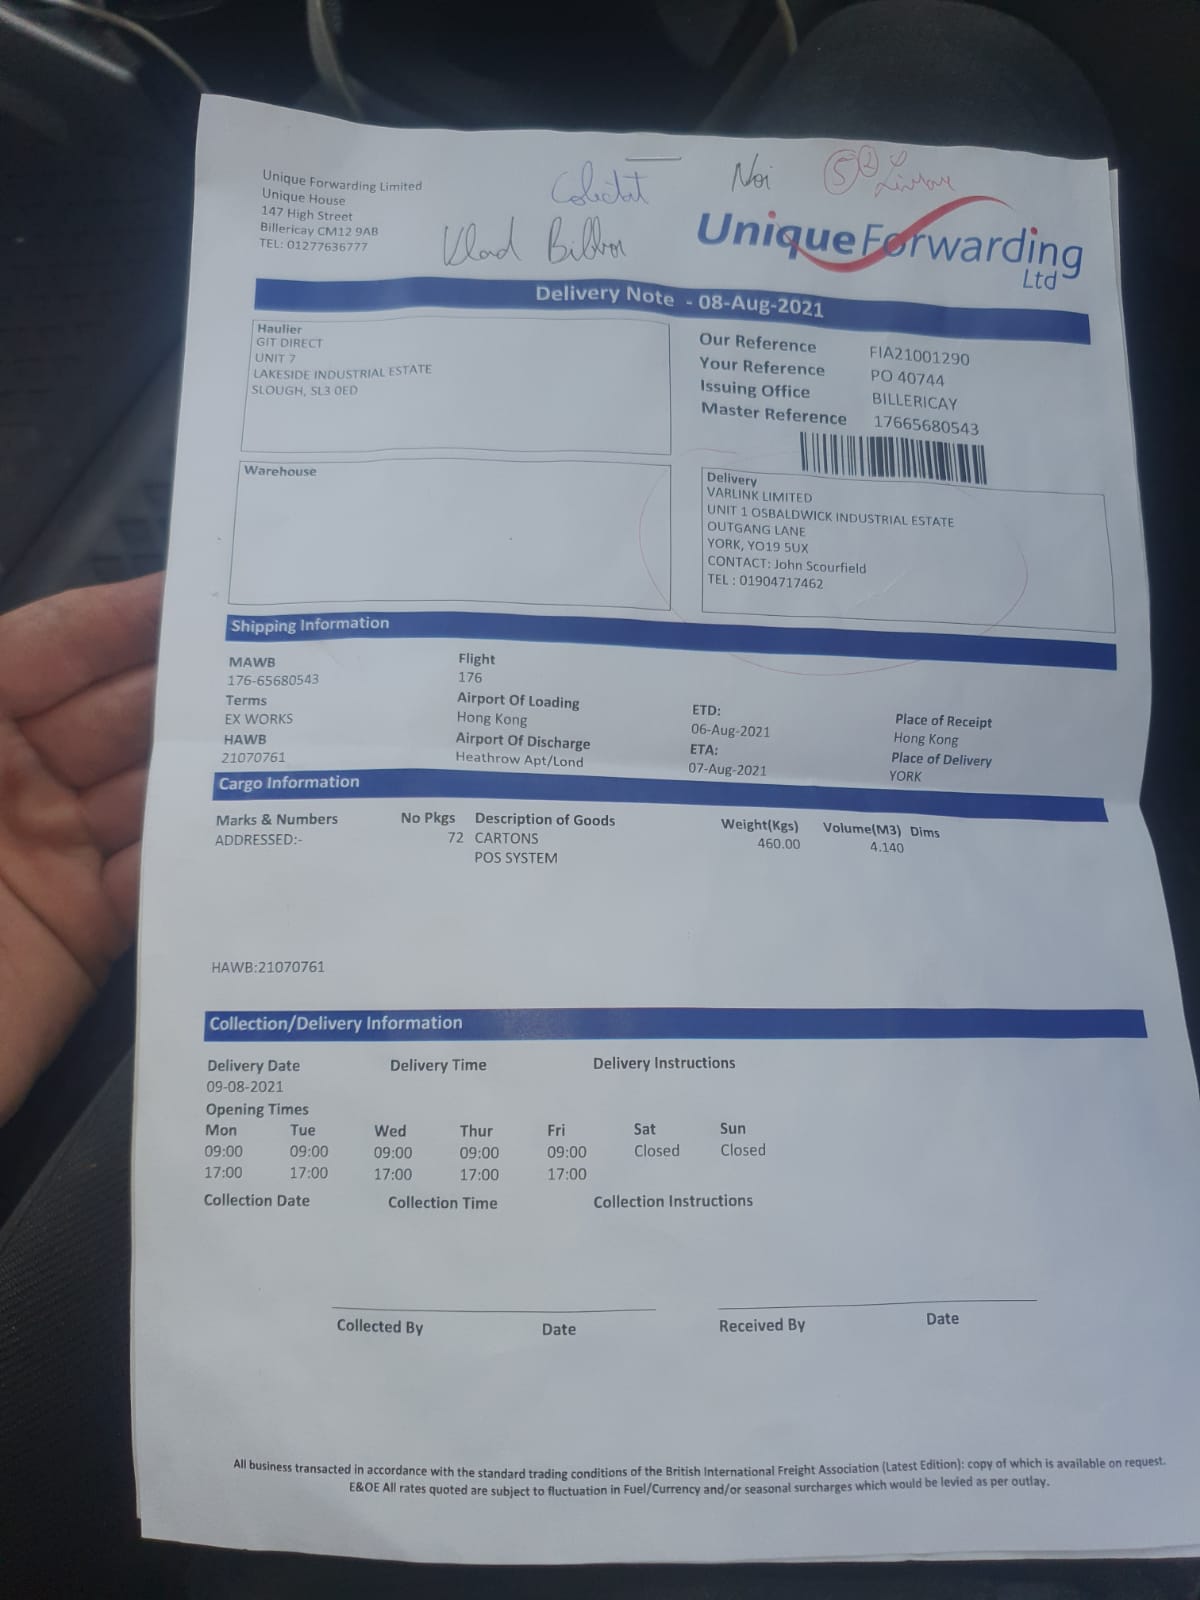 Unique Forwarding Limited
Unique House
147 High Street
Billericay CM12 9AB
TEL: 01277636777
Colectat
Noi
5
Vlad
UniqueForwarding
Ltd
Delivery Note - 08-Aug-2021
Haulier
GIT DIRECT
UNIT 7
LAKESIDE INDUSTRIAL ESTATE
SLOUGH, SL3 0ED
Our Reference FIA21001290
Your Reference PO 40744
Issuing Office BILLERICAY
Master Reference 17665680543
Warehouse
Delivery
VARLINK LIMITED
UNIT 1 OSBALDWICK INDUSTRIAL ESTATE
OUTGANG LANE
YORK, YO19 5UX
CONTACT: John Scourfield
TEL : 01904717462
Shipping Information
MAWB
176-65680543
Terms
EX WORKS
HAWB
21070761
Flight
176
Airport Of Loading
Hong Kong
Airport Of Discharge
Heathrow Apt/Lond
ETD:
06-Aug-2021
ETA:
07-Aug-2021
Place of Receipt
Hong Kong
Place of Delivery
YORK
Cargo Information
Marks & Numbers No Pkgs Description of Goods Weight(Kgs) Volume(M3) Dims
ADDRESSED:- 72 CARTONS 460.00 4.140
POS SYSTEM
HAWB:21070761
Collection/Delivery Information
Delivery Date Delivery Time Delivery Instructions
09-08-2021
Opening Times
Mon Tue Wed Thur Fri Sat Sun
09:00 09:00 09:00 09:00 09:00 Closed Closed
17:00 17:00 17:00 17:00 17:00
Collection Date Collection Time Collection Instructions
Collected By Date Received By Date
All business transacted in accordance with the standard trading conditions of the British International Freight Association (Latest Edition): copy of which is available on request.
E&OE All rates quoted are subject to fluctuation in Fuel/Currency and/or seasonal surcharges which would be levied as per outlay.